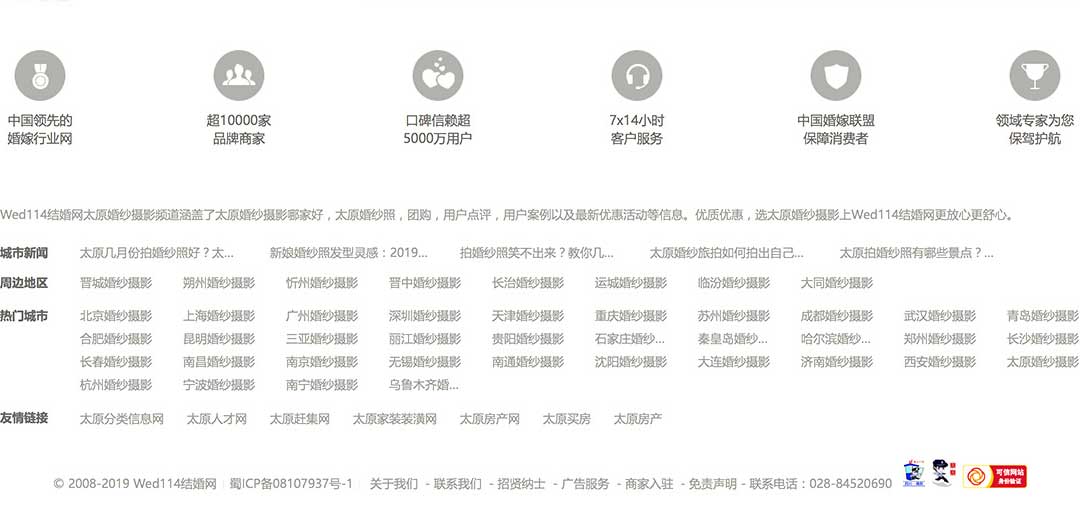 中国领先的
婚嫁行业网
超10000家
品牌商家
口碑信赖超
5000万用户
7x14小时
客户服务
中国婚嫁联盟
保障消费者
领域专家为您
保驾护航
Wed114结婚网太原婚纱摄影频道涵盖了太原婚纱摄影哪家好，太原婚纱照，团购，用户点评，用户案例以及最新优惠活动等信息。优质优惠，选太原婚纱摄影上Wed114结婚网更放心更舒心。
城市新闻 太原几月份拍婚纱照好？太... 新娘婚纱照发型灵感：2019... 拍婚纱照笑不出来？教你几... 太原婚纱旅拍如何拍出自己... 太原拍婚纱照有哪些景点？...
周边地区 晋城婚纱摄影 朔州婚纱摄影 忻州婚纱摄影 晋中婚纱摄影 长治婚纱摄影 运城婚纱摄影 临汾婚纱摄影 大同婚纱摄影
热门城市 北京婚纱摄影 上海婚纱摄影 广州婚纱摄影 深圳婚纱摄影 天津婚纱摄影 重庆婚纱摄影 苏州婚纱摄影 成都婚纱摄影 武汉婚纱摄影 青岛婚纱摄影
合肥婚纱摄影 昆明婚纱摄影 三亚婚纱摄影 丽江婚纱摄影 贵阳婚纱摄影 石家庄婚纱... 秦皇岛婚纱... 哈尔滨婚纱... 郑州婚纱摄影 长沙婚纱摄影
长春婚纱摄影 南昌婚纱摄影 南京婚纱摄影 无锡婚纱摄影 南通婚纱摄影 沈阳婚纱摄影 大连婚纱摄影 济南婚纱摄影 西安婚纱摄影 太原婚纱摄影
杭州婚纱摄影 宁波婚纱摄影 南宁婚纱摄影 乌鲁木齐婚...
友情链接 太原分类信息网 太原人才网 太原赶集网 太原家装装潢网 太原房产网 太原买房 太原房产
© 2008-2019 Wed114结婚网 | 蜀ICP备08107937号-1 | 关于我们 - 联系我们 - 招贤纳士 - 广告服务 - 商家入驻 - 免责声明 - 联系电话：028-84520690
可信网站
身份验证